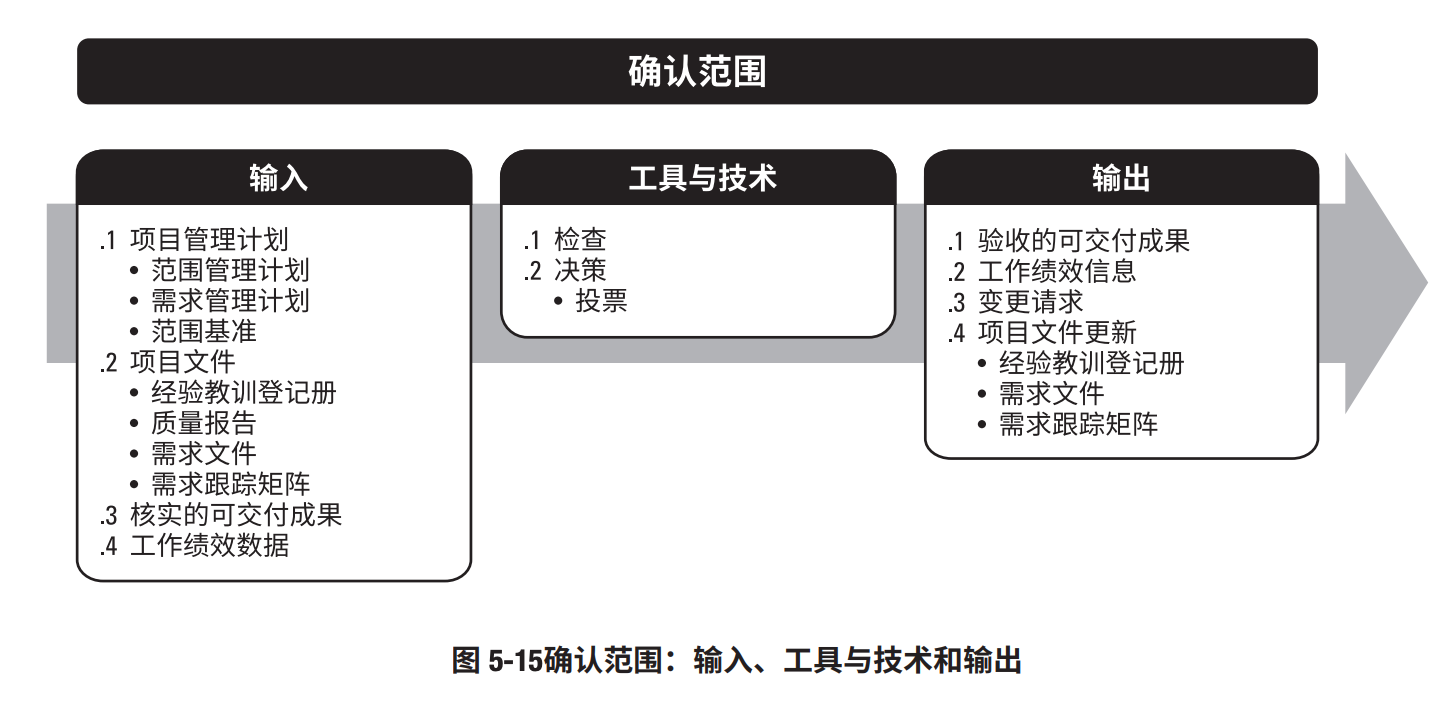 确认范围
输入
.1 项目管理计划
• 范围管理计划
• 需求管理计划
• 范围基准
.2 项目文件
• 经验教训登记册
• 质量报告
• 需求文件
• 需求跟踪矩阵
.3 核实的可交付成果
.4 工作绩效数据
工具与技术
.1 检查
.2 决策
• 投票
输出
.1 验收的可交付成果
.2 工作绩效信息
.3 变更请求
.4 项目文件更新
• 经验教训登记册
• 需求文件
• 需求跟踪矩阵
图 5-15确认范围：输入、工具与技术和输出